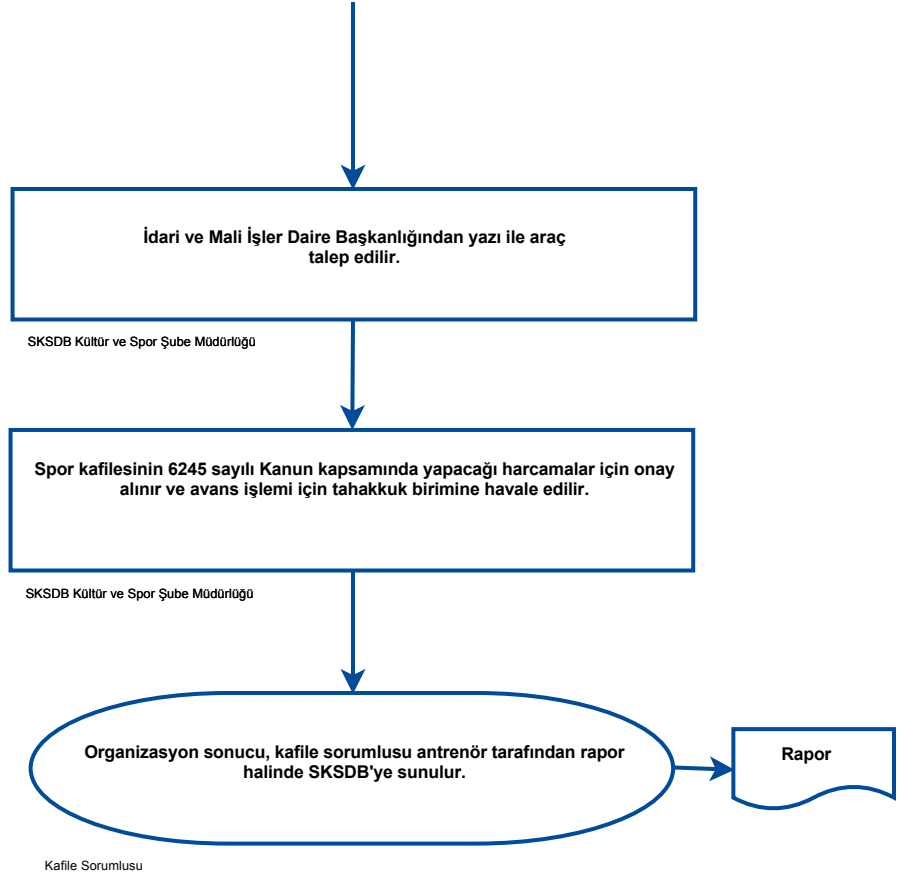 İdari ve Mali İşler Daire Başkanlığından yazı ile araç
talep edilir.
SKSDB Kültür ve Spor Şube Müdürlüğü
Spor kafilesinin 6245 sayılı Kanun kapsamında yapacağı harcamalar için onay
alınır ve avans işlemi için tahakkuk birimine havale edilir.
SKSDB Kültür ve Spor Şube Müdürlüğü
Organizasyon sonucu, kafile sorumlusu antrenör tarafından rapor
halinde SKSDB'ye sunulur.
Rapor
Kafile Sorumlusu